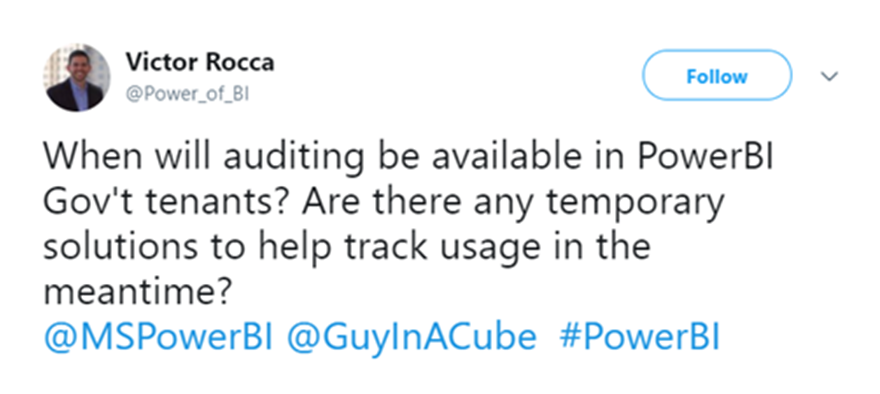 Victor Rocca
@Power_of_BI
Follow
When will auditing be available in PowerBI
Gov't tenants? Are there any temporary
solutions to help track usage in the
meantime?
@MSPowerBI @GuyInACube #PowerBI